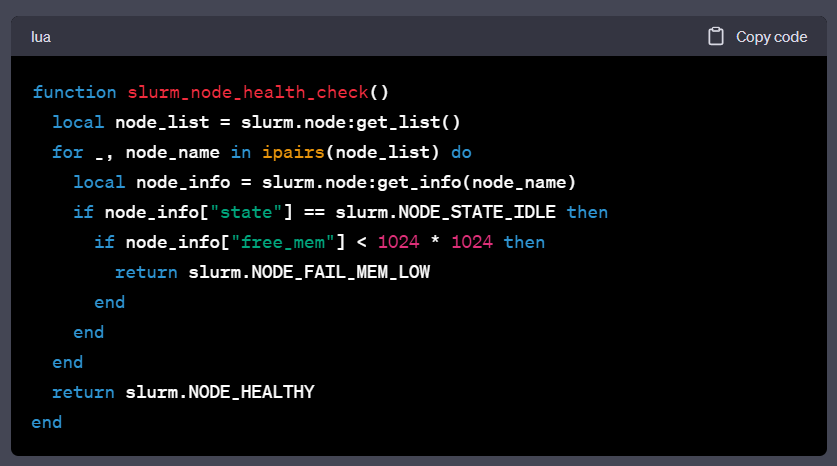 lua
Copy code
function slurm_node_health_check()
  local node_list = slurm.node:get_list()
  for _, node_name in ipairs(node_list) do
    local node_info = slurm.node:get_info(node_name)
    if node_info["state"] == slurm.NODE_STATE_IDLE then
      if node_info["free_mem"] < 1024 * 1024 then
        return slurm.NODE_FAIL_MEM_LOW
      end
    end
  end
  return slurm.NODE_HEALTHY
end